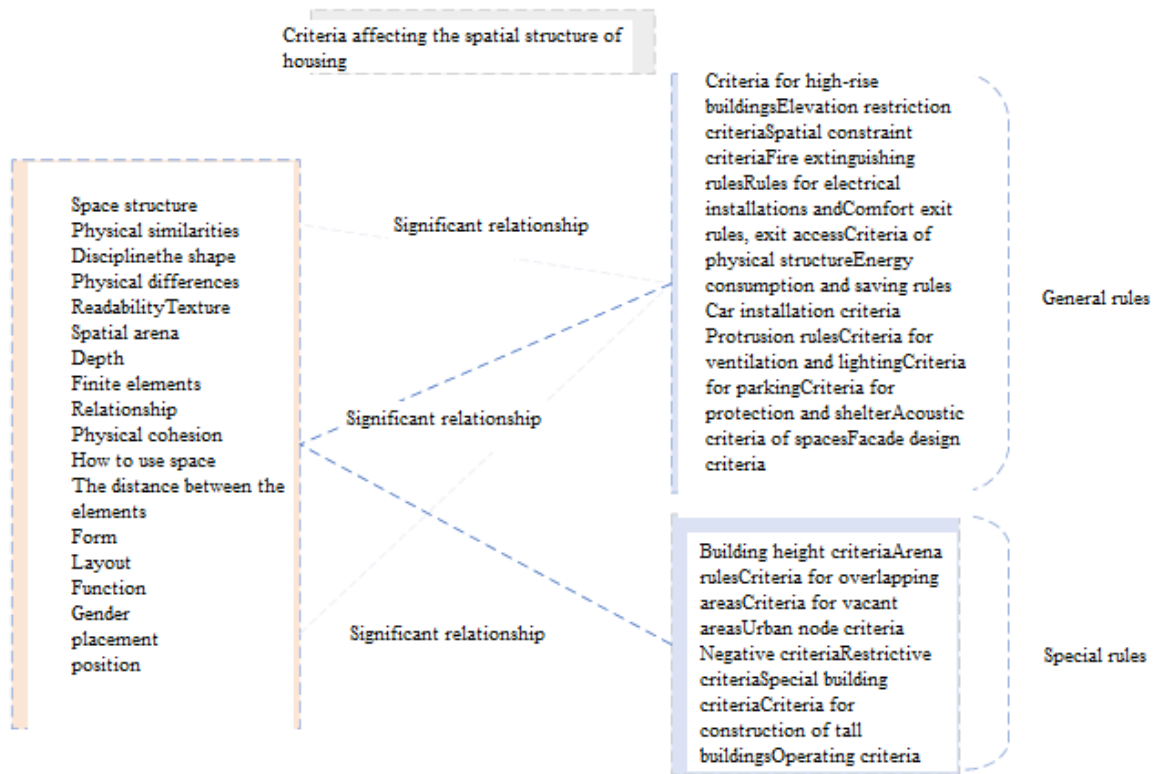 Criteria affecting the spatial structure of
housing
Space structure
Physical similarities
Disciplinethe shape
Physical differences
ReadabilityTexture
Spatial arena
Depth
Finite elements
Relationship
Physical cohesion
How to use space
The distance between the
elements
Form
Layout
Function
Gender
placement
position
Significant relationship
Significant relationship
Significant relationship
Criteria for high-rise
buildingsElevation restriction
criteriaSpatial constraint
criteriaFire extinguishing
rulesRules for electrical
installations andComfort exit
rules, exit accessCriteria of
physical structureEnergy
consumption and saving rules
Car installation criteria
Protrusion rulesCriteria for
ventilation and lightingCriteria
for parkingCriteria for
protection and shelterAcoustic
criteria of spacesFacade design
criteria
General rules
Building height criteriaArena
rulesCriteria for overlapping
areasCriteria for vacant
areasUrban node criteria
Negative criteriaRestrictive
criteriaSpecial building
criteriaCriteria for
construction of tall
buildingsOperating criteria
Special rules